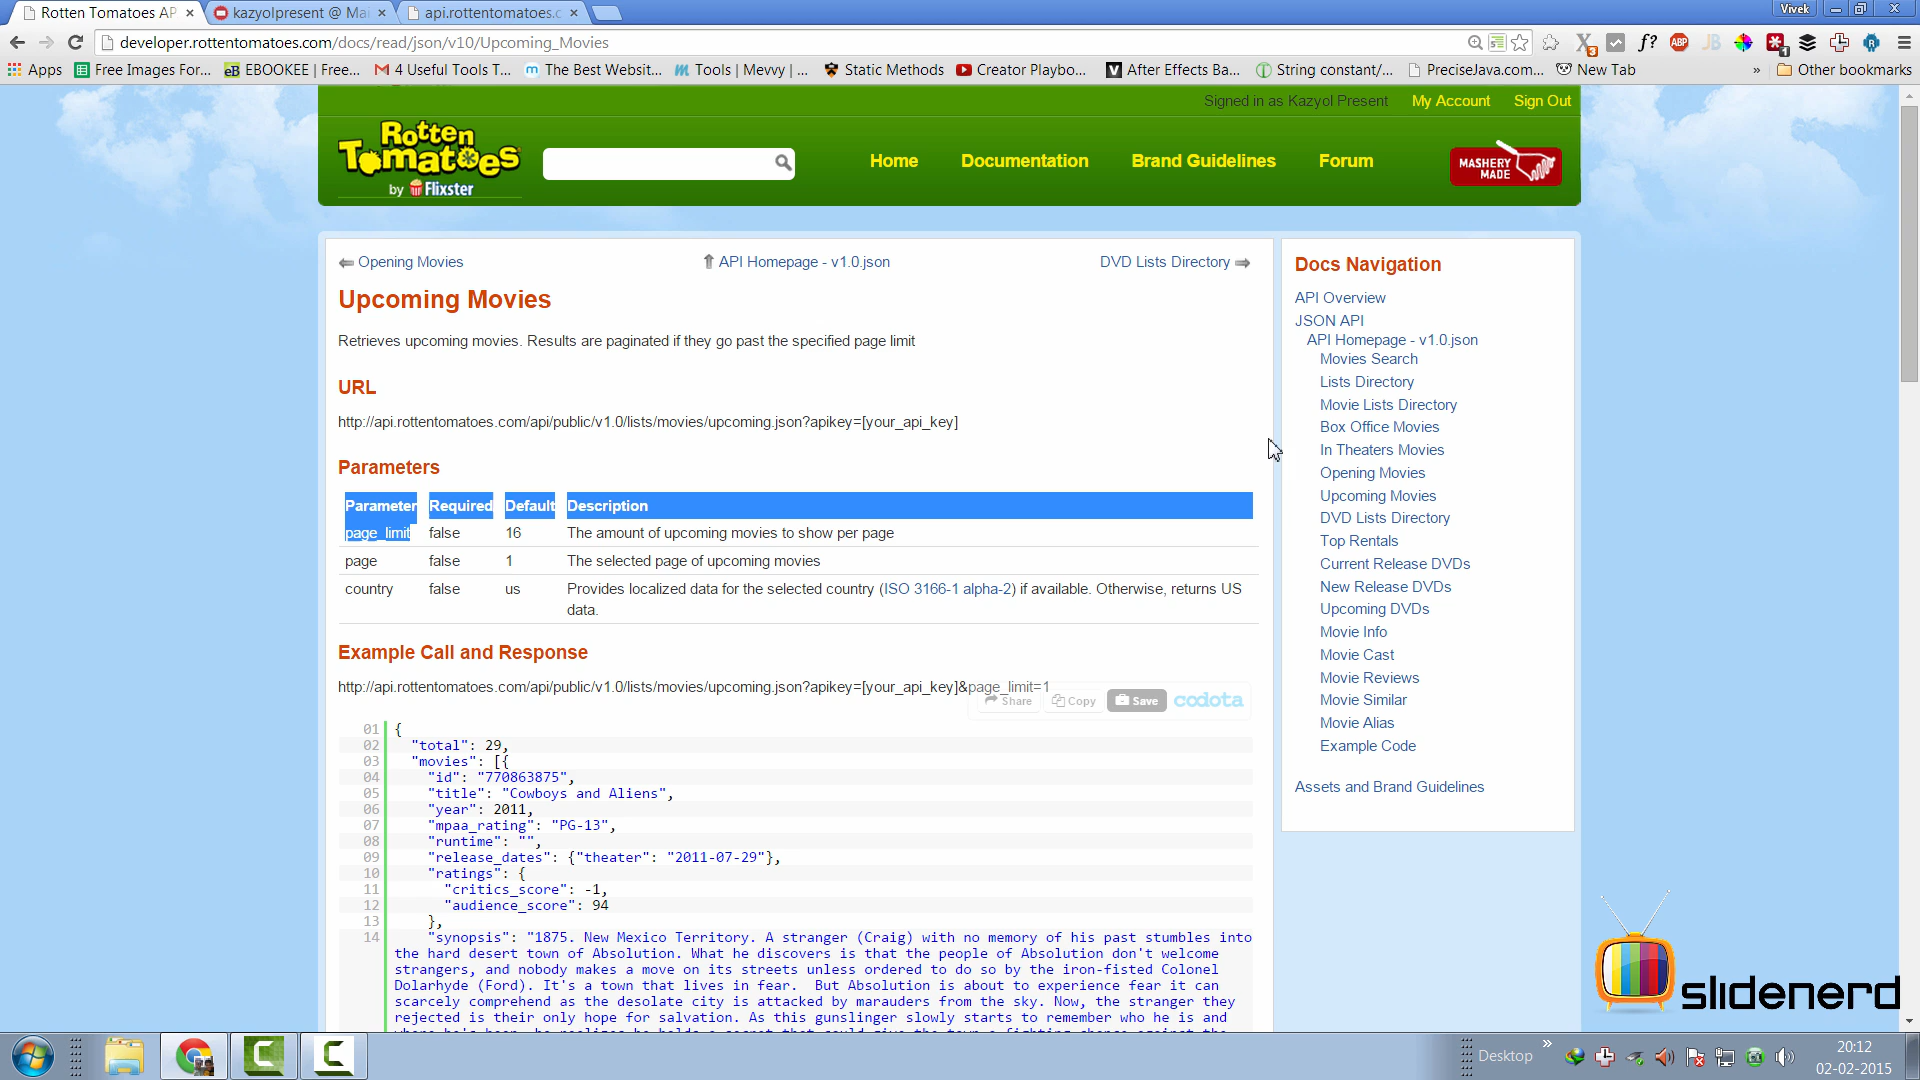 Rotten Tomatoes AP
kazyolpresent @ Mai
api.rottentomatoes.c
Vivek
developer.rottentomatoes.com/docs/read/json/v10/Upcoming_Movies
Apps
Free Images For...
EBOOKEE | Free...
4 Useful Tools T...
The Best Websit...
Tools | Mevvy | ...
Static Methods
Creator Playbo...
After Effects Ba...
String constant/...
PreciseJava.com...
New Tab
»
Other bookmarks
Signed in as Kazyol Present
My Account
Sign Out
Rotten
Tomatoes
by Flixster
Home
Documentation
Brand Guidelines
Forum
MASHERY
MADE
Opening Movies
API Homepage - v1.0.json
DVD Lists Directory
Upcoming Movies
Retrieves upcoming movies. Results are paginated if they go past the specified page limit
URL
http://api.rottentomatoes.com/api/public/v1.0/lists/movies/upcoming.json?apikey=[your_api_key]
Parameters
Parameter Required Default Description
page_limit false 16 The amount of upcoming movies to show per page
page false 1 The selected page of upcoming movies
country false us Provides localized data for the selected country (ISO 3166-1 alpha-2) if available. Otherwise, returns US
data.
Example Call and Response
http://api.rottentomatoes.com/api/public/v1.0/lists/movies/upcoming.json?apikey=[your_api_key]&page_limit=1
Share Copy Save codota
01 {
02 "total": 29,
03 "movies": [{
04 "id": "770863875",
05 "title": "Cowboys and Aliens",
06 "year": 2011,
07 "mpaa_rating": "PG-13",
08 "runtime": "",
09 "release_dates": {"theater": "2011-07-29"},
10 "ratings": {
11 "critics_score": -1,
12 "audience_score": 94
13 },
14 "synopsis": "1875. New Mexico Territory. A stranger (Craig) with no memory of his past stumbles into
the hard desert town of Absolution. What he discovers is that the people of Absolution don't welcome
strangers, and nobody makes a move on its streets unless ordered to do so by the iron-fisted Colonel
Dolarhyde (Ford). It's a town that lives in fear.  But Absolution is about to experience fear it can
scarcely comprehend as the desolate city is attacked by marauders from the sky. Now, the stranger they
rejected is their only hope for salvation. As this gunslinger slowly starts to remember who he is and
Docs Navigation
API Overview
JSON API
API Homepage - v1.0.json
Movies Search
Lists Directory
Movie Lists Directory
Box Office Movies
In Theaters Movies
Opening Movies
Upcoming Movies
DVD Lists Directory
Top Rentals
Current Release DVDs
New Release DVDs
Upcoming DVDs
Movie Info
Movie Cast
Movie Reviews
Movie Similar
Movie Alias
Example Code
Assets and Brand Guidelines
slidenerd
Desktop
»
20:12
02-02-2015